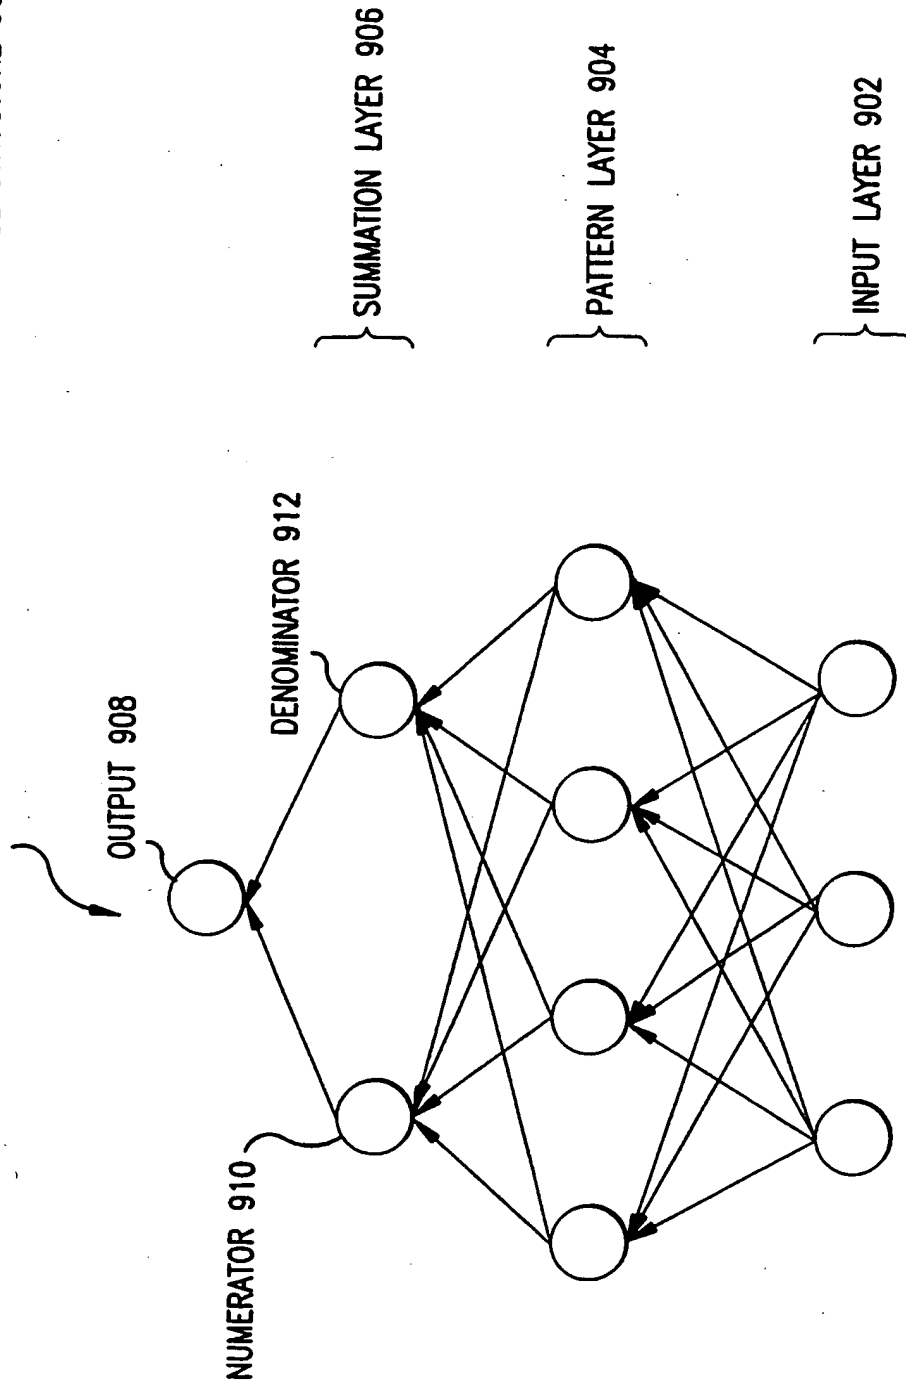 OUTPUT 908
NUMERATOR 910
DENOMINATOR 912
SUMMATION LAYER 906
PATTERN LAYER 904
INPUT LAYER 902